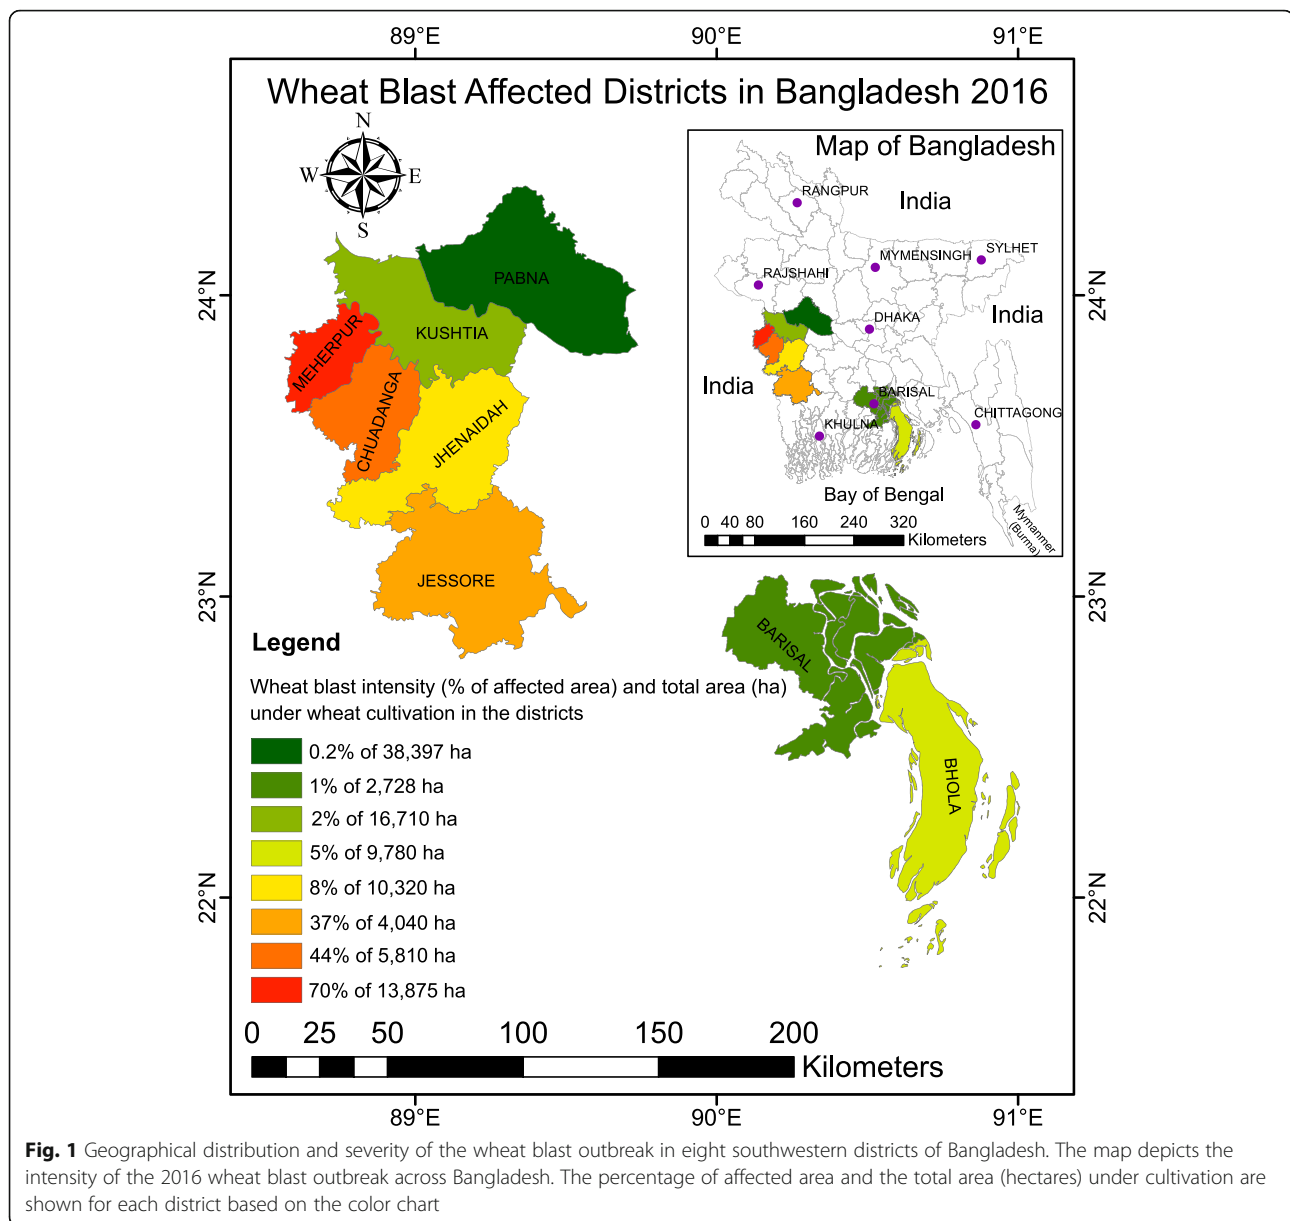 89°E 90°E 91°E
Wheat Blast Affected Districts in Bangladesh 2016
N
W E
S
Map of Bangladesh
RANGPUR
India
SYLHET
MYMENSINGH
RAJSHAHI
DHAKA
India
India
BARISAL
CHITTAGONG
KHULNA
Bay of Bengal
Mymanmer
(Burma)
0 40 80 160 240 320
Kilometers
24°N 24°N
PABNA
KUSHTIA
MEHERPUR
CHUADANGA
JHENAIDAH
JESSORE
23°N 23°N
BARISAL
BHOLA
22°N 22°N
Legend
Wheat blast intensity (% of affected area) and total area (ha)
under wheat cultivation in the districts
0.2% of 38,397 ha
1% of 2,728 ha
2% of 16,710 ha
5% of 9,780 ha
8% of 10,320 ha
37% of 4,040 ha
44% of 5,810 ha
70% of 13,875 ha
0 25 50 100 150 200
Kilometers
89°E 90°E 91°E
Fig. 1 Geographical distribution and severity of the wheat blast outbreak in eight southwestern districts of Bangladesh. The map depicts the
intensity of the 2016 wheat blast outbreak across Bangladesh. The percentage of affected area and the total area (hectares) under cultivation are
shown for each district based on the color chart